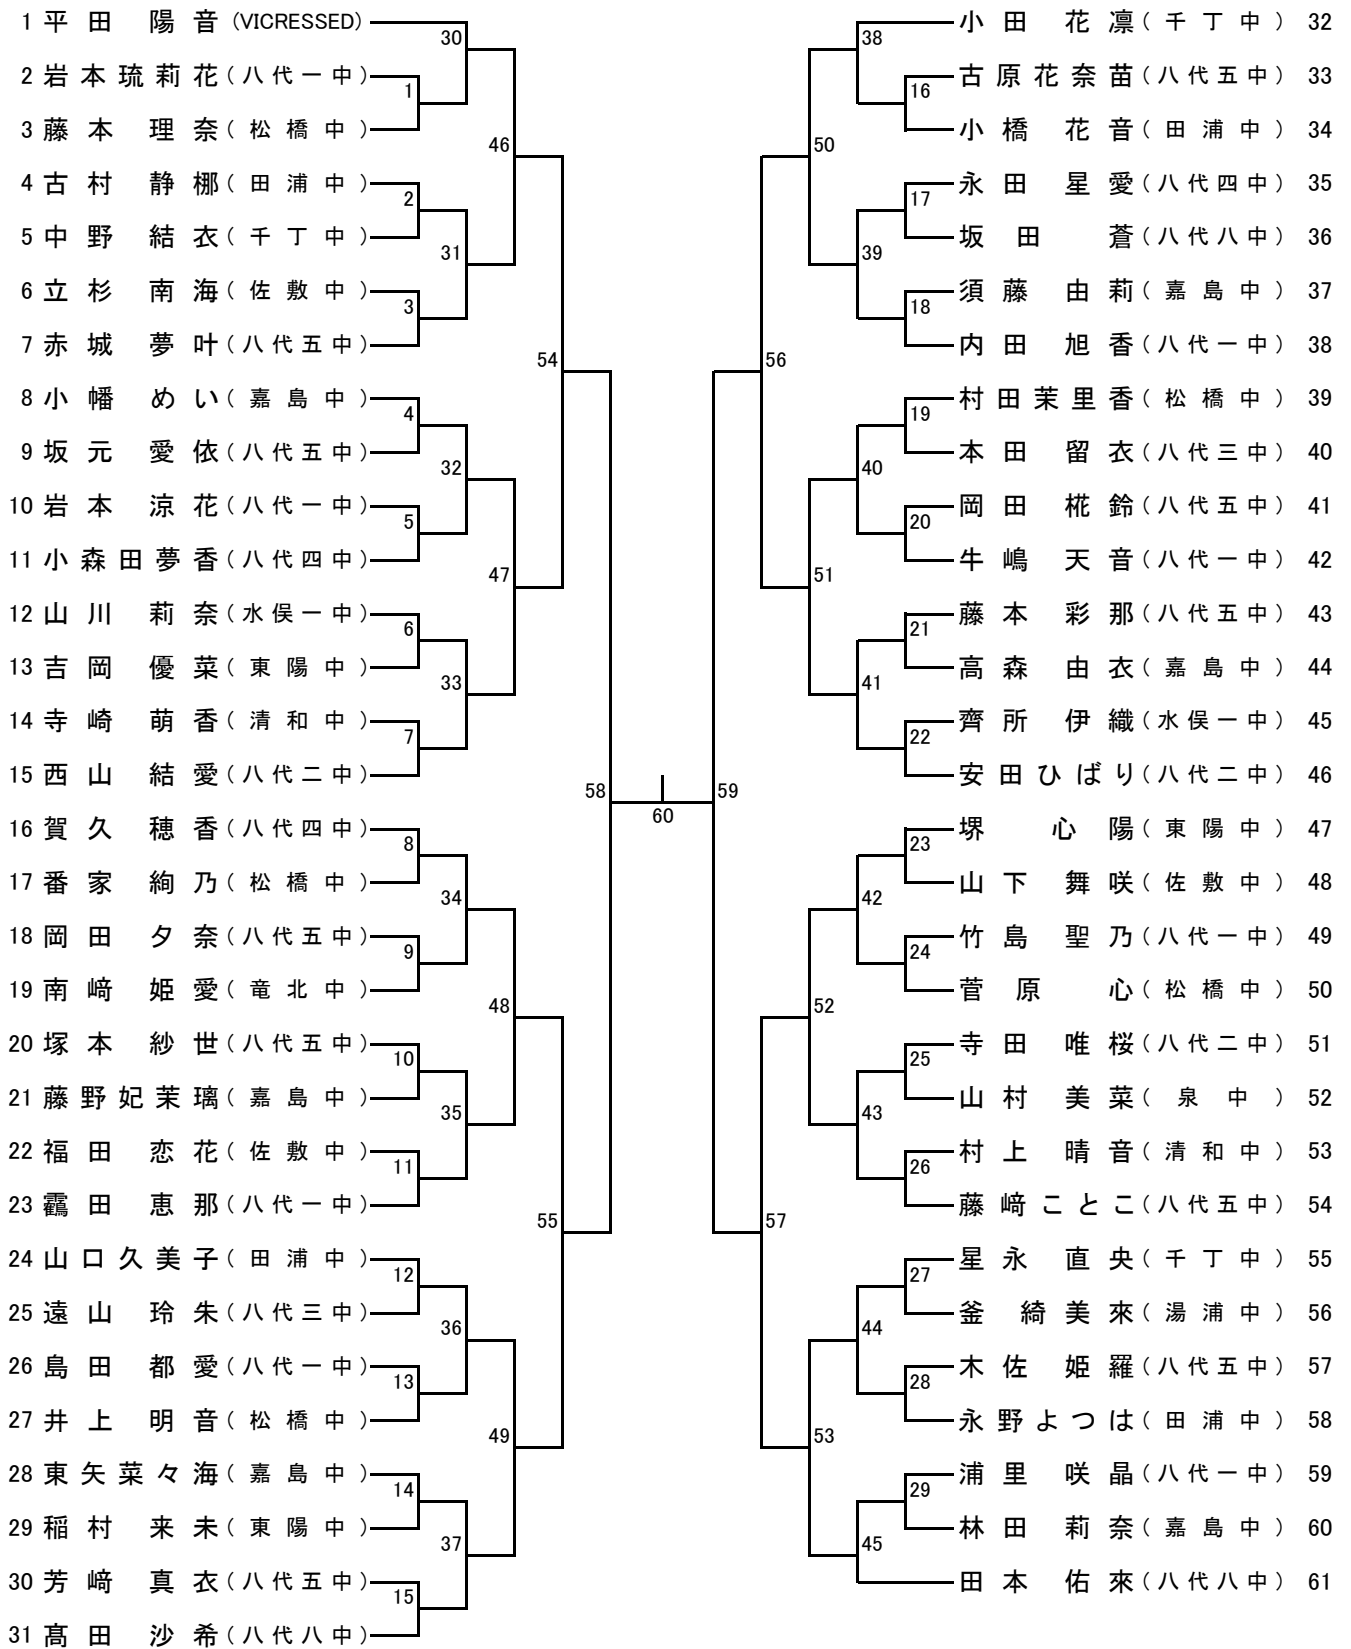 1 平田 陽音 (VICRESSED)
2 岩本琉莉花(八代一中)
3 藤本 理奈(松橋中)
4 古村 静梛(田浦中)
5 中野 結衣(千丁中)
6 立杉 南海(佐敷中)
7 赤城 夢叶(八代五中)
8 小幡 めい(嘉島中)
9 坂元 愛依(八代五中)
10 岩本 涼花(八代一中)
11 小森田夢香(八代四中)
12 山川 莉奈(水俣一中)
13 吉岡 優菜(東陽中)
14 寺崎 萌香(清和中)
15 西山 結愛(八代二中)
16 賀久 穂香(八代四中)
17 番家 絢乃(松橋中)
18 岡田 夕奈(八代五中)
19 南﨑 姫愛(竜北中)
20 塚本 紗世(八代五中)
21 藤野妃茉璃(嘉島中)
22 福田 恋花(佐敷中)
23 靍田 恵那(八代一中)
24 山口久美子(田浦中)
25 遠山 玲朱(八代三中)
26 島田 都愛(八代一中)
27 井上 明音(松橋中)
28 東矢菜々海(嘉島中)
29 稲村 来未(東陽中)
30 芳﨑 真衣(八代五中)
31 髙田 沙希(八代八中)
30
1
46
2
31
3
54
4
32
5
47
6
33
7
58
8
34
9
48
10
35
11
55
12
36
13
49
14
37
15
60
38
16
50
17
39
18
56
19
40
20
51
21
41
22
59
23
42
24
52
25
43
26
57
27
44
28
53
29
45
小田 花凛(千丁中) 32
古原花奈苗(八代五中) 33
小橋 花音(田浦中) 34
永田 星愛(八代四中) 35
坂田 蒼(八代八中) 36
須藤 由莉(嘉島中) 37
内田 旭香(八代一中) 38
村田茉里香(松橋中) 39
本田 留衣(八代三中) 40
岡田 椛鈴(八代五中) 41
牛嶋 天音(八代一中) 42
藤本 彩那(八代五中) 43
高森 由衣(嘉島中) 44
齊所 伊織(水俣一中) 45
安田ひばり(八代二中) 46
堺 心陽(東陽中) 47
山下 舞咲(佐敷中) 48
竹島 聖乃(八代一中) 49
菅原 心(松橋中) 50
寺田 唯桜(八代二中) 51
山村 美菜(泉中) 52
村上 晴音(清和中) 53
藤﨑ことこ(八代五中) 54
星永 直央(千丁中) 55
釜 綺美來(湯浦中) 56
木佐 姫羅(八代五中) 57
永野よつは(田浦中) 58
浦里 咲晶(八代一中) 59
林田 莉奈(嘉島中) 60
田本 佑來(八代八中) 61